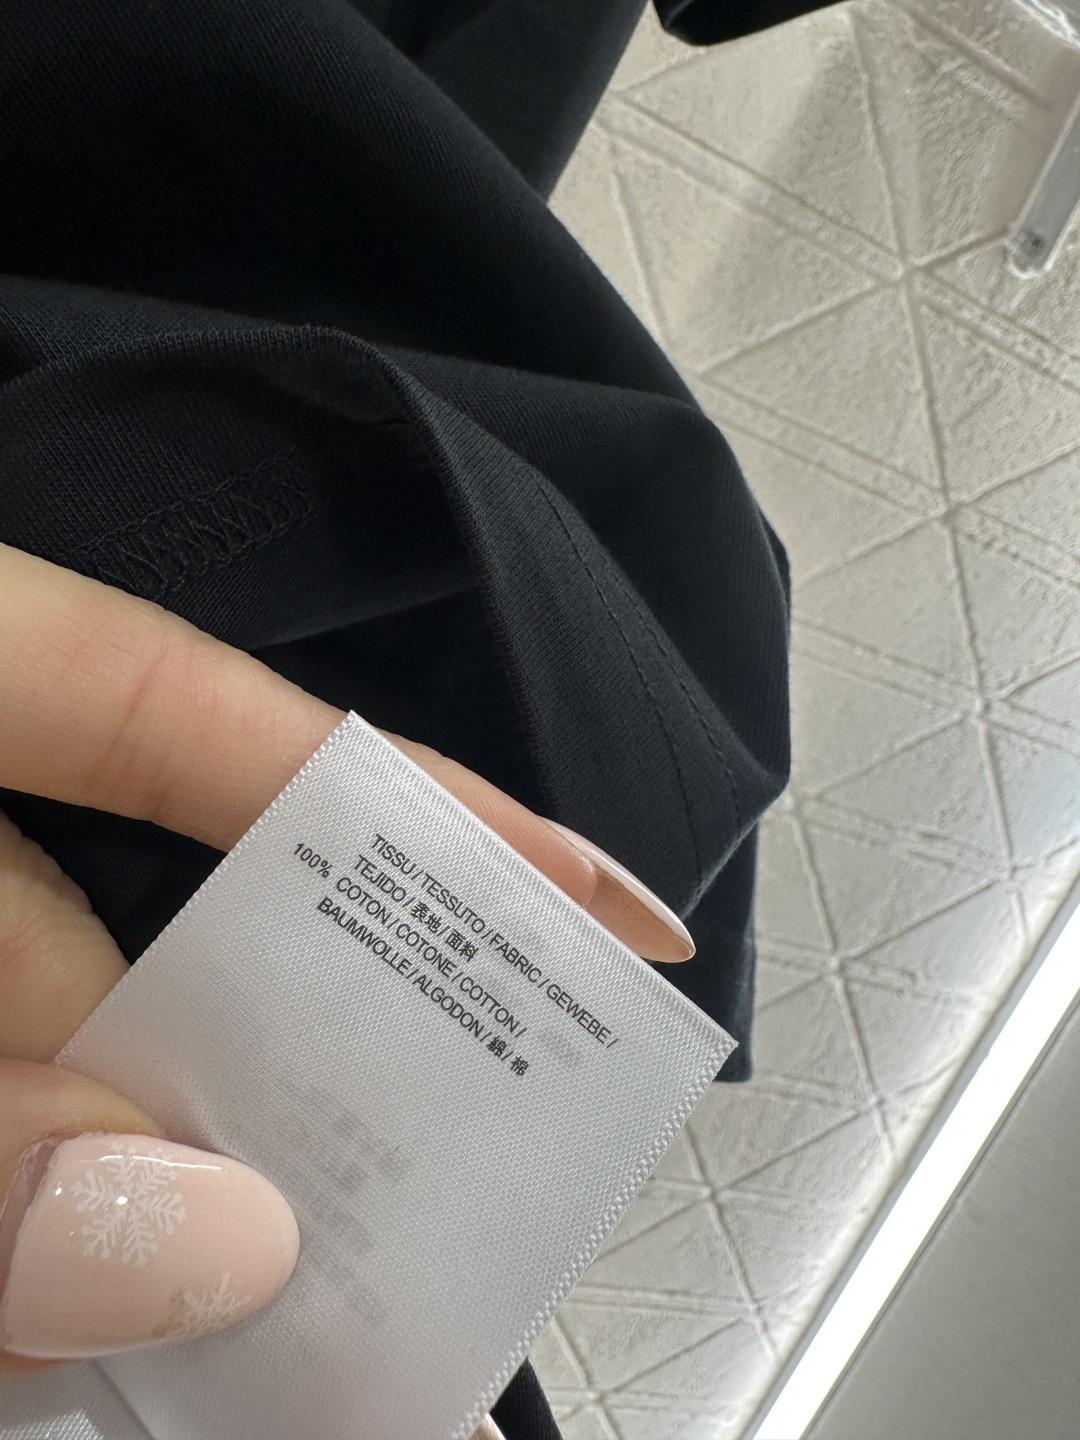 TISSU / TESSUTO / FABRIC / GEWEBE /
TEJIDO / 表地 / 面料
100% COTON / COTONE / COTTON /
BAUMWOLLE / ALGODON / 綿 / 棉